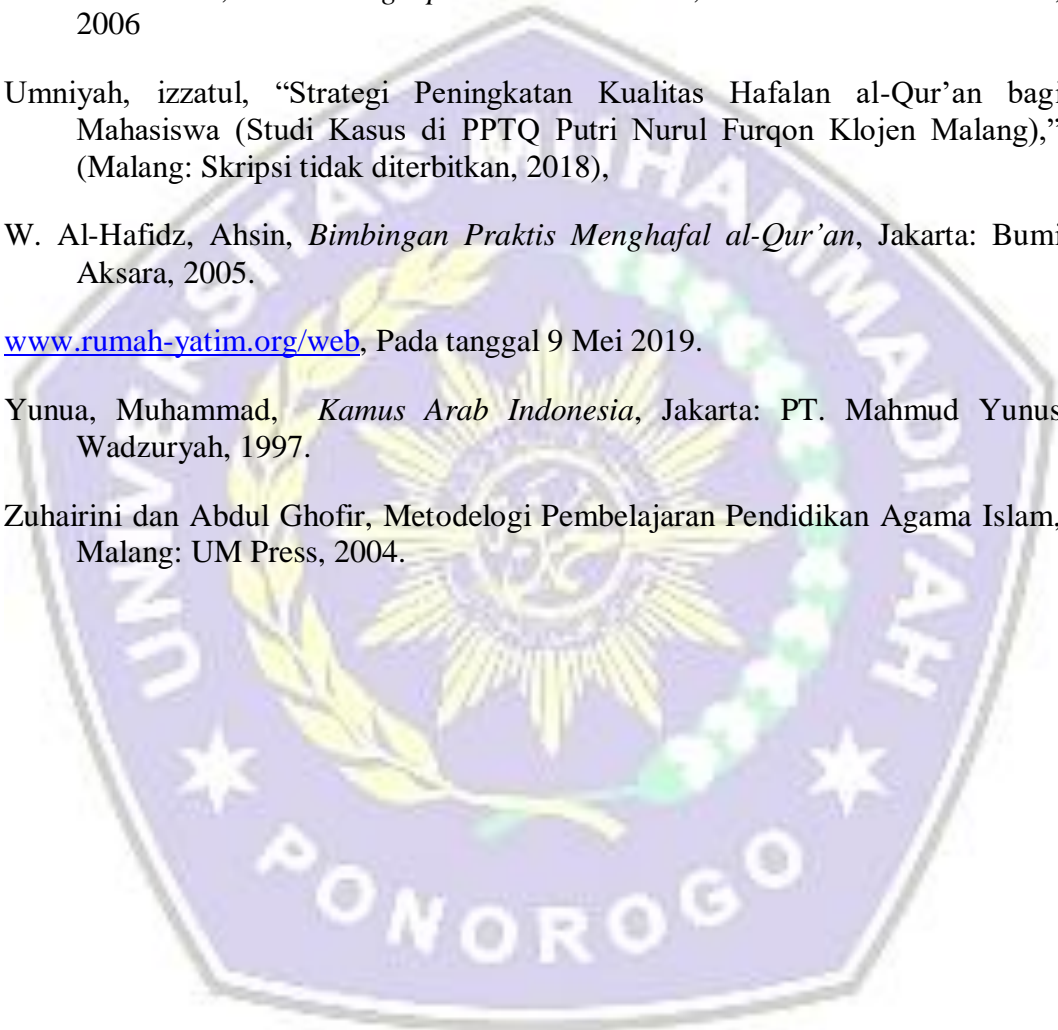 2006
Umniyah, izzatul, “Strategi Peningkatan Kualitas Hafalan al-Qur’an bagi
Mahasiswa (Studi Kasus di PPTQ Putri Nurul Furqon Klojen Malang),”
(Malang: Skripsi tidak diterbitkan, 2018),
W. Al-Hafidz, Ahsin, Bimbingan Praktis Menghafal al-Qur’an, Jakarta: Bumi
Aksara, 2005.
www.rumah-yatim.org/web, Pada tanggal 9 Mei 2019.
Yunua, Muhammad, Kamus Arab Indonesia, Jakarta: PT. Mahmud Yunus
Wadzuryah, 1997.
Zuhairini dan Abdul Ghofir, Metodelogi Pembelajaran Pendidikan Agama Islam,
Malang: UM Press, 2004.
UNIVERSITAS MUHAMMADIYAH
PONOROGO